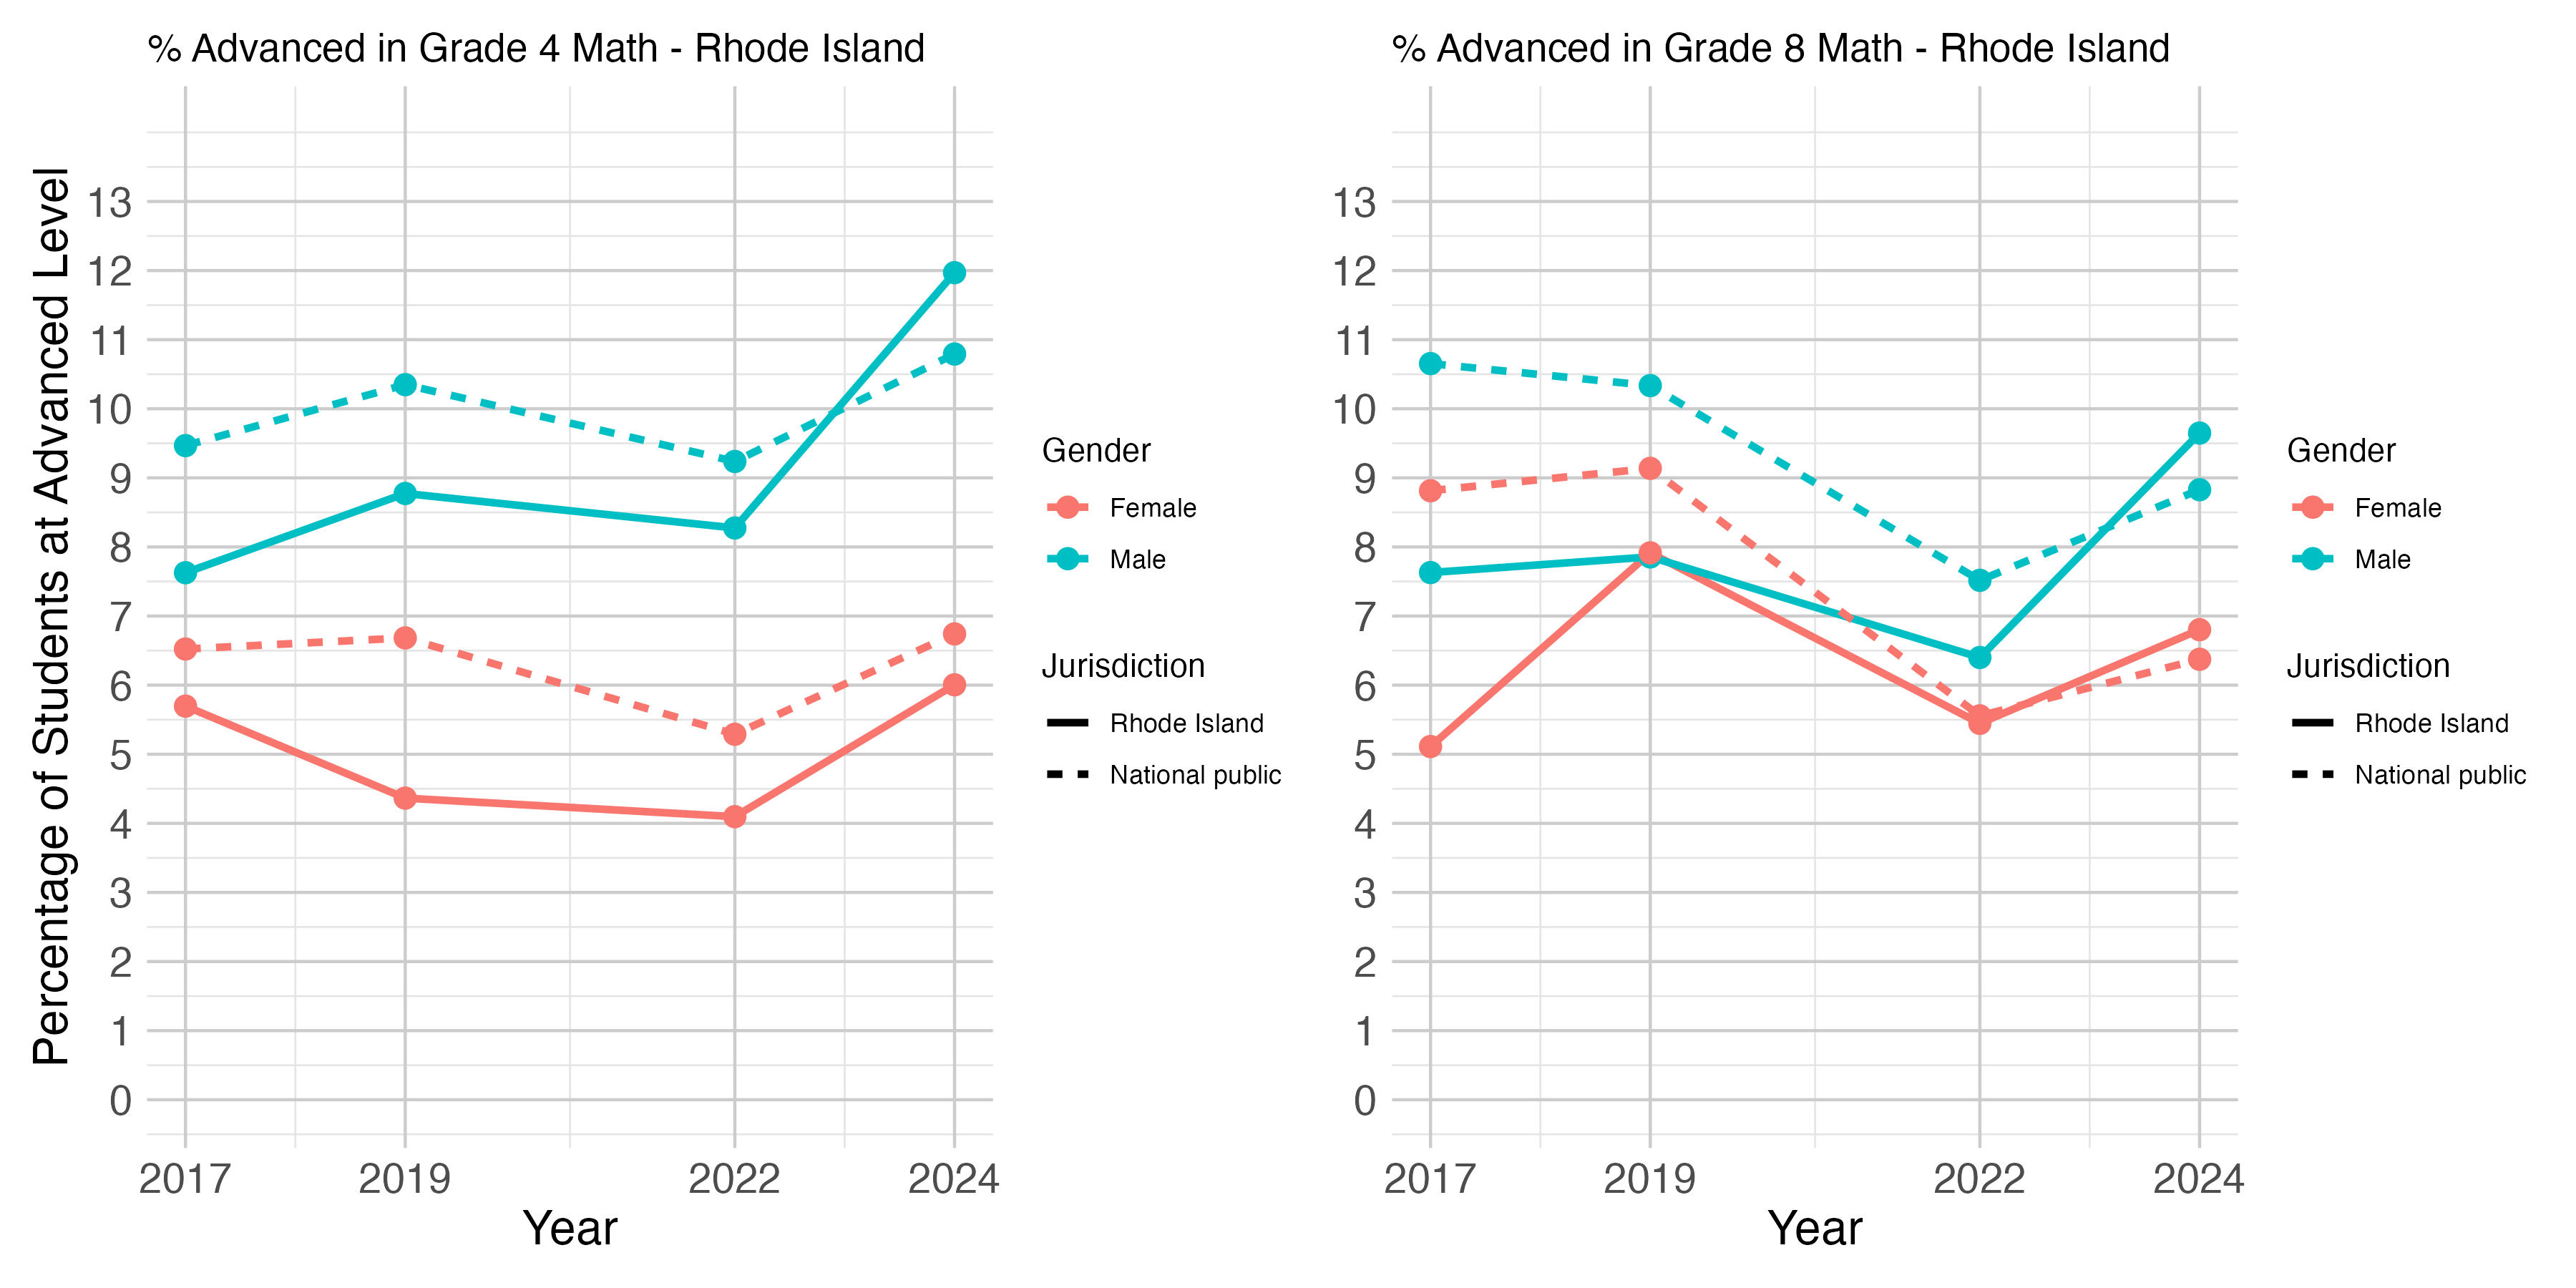 % Advanced in Grade 4 Math - Rhode Island
Percentage of Students at Advanced Level
13
12
11
10
9
8
7
6
5
4
3
2
1
0
2017 2019 2022 2024
Year
Gender
Female
Male
Jurisdiction
Rhode Island
National public
% Advanced in Grade 8 Math - Rhode Island
13
12
11
10
9
8
7
6
5
4
3
2
1
0
2017 2019 2022 2024
Year
Gender
Female
Male
Jurisdiction
Rhode Island
National public